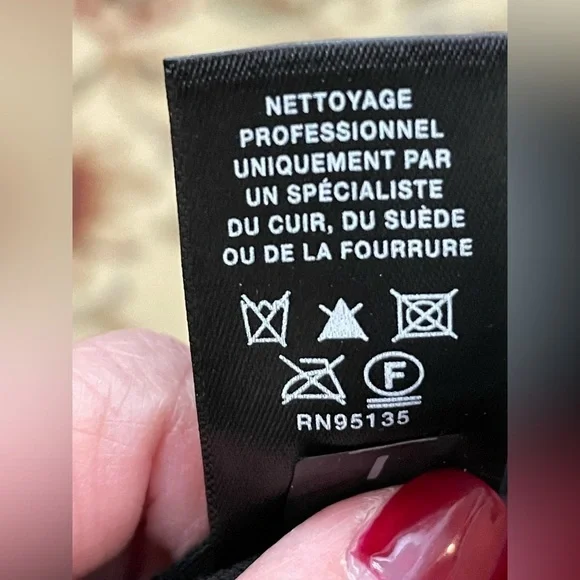 NETTOYAGE
PROFESSIONNEL
UNIQUEMENT PAR
UN SPÉCIALISTE
DU CUIR, DU SUÈDE
OU DE LA FOURRURE
F
RN95135